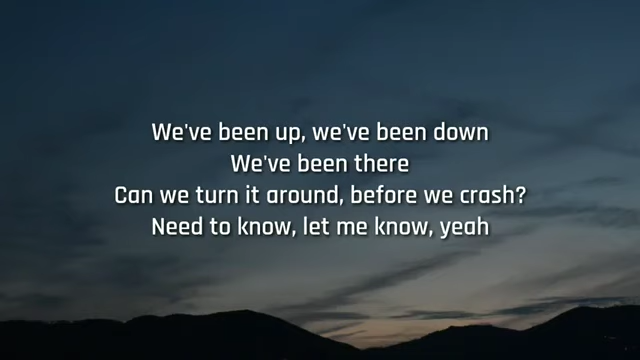 We've been up, we've been down
We've been there
Can we turn it around, before we crash?
Need to know, let me know, yeah